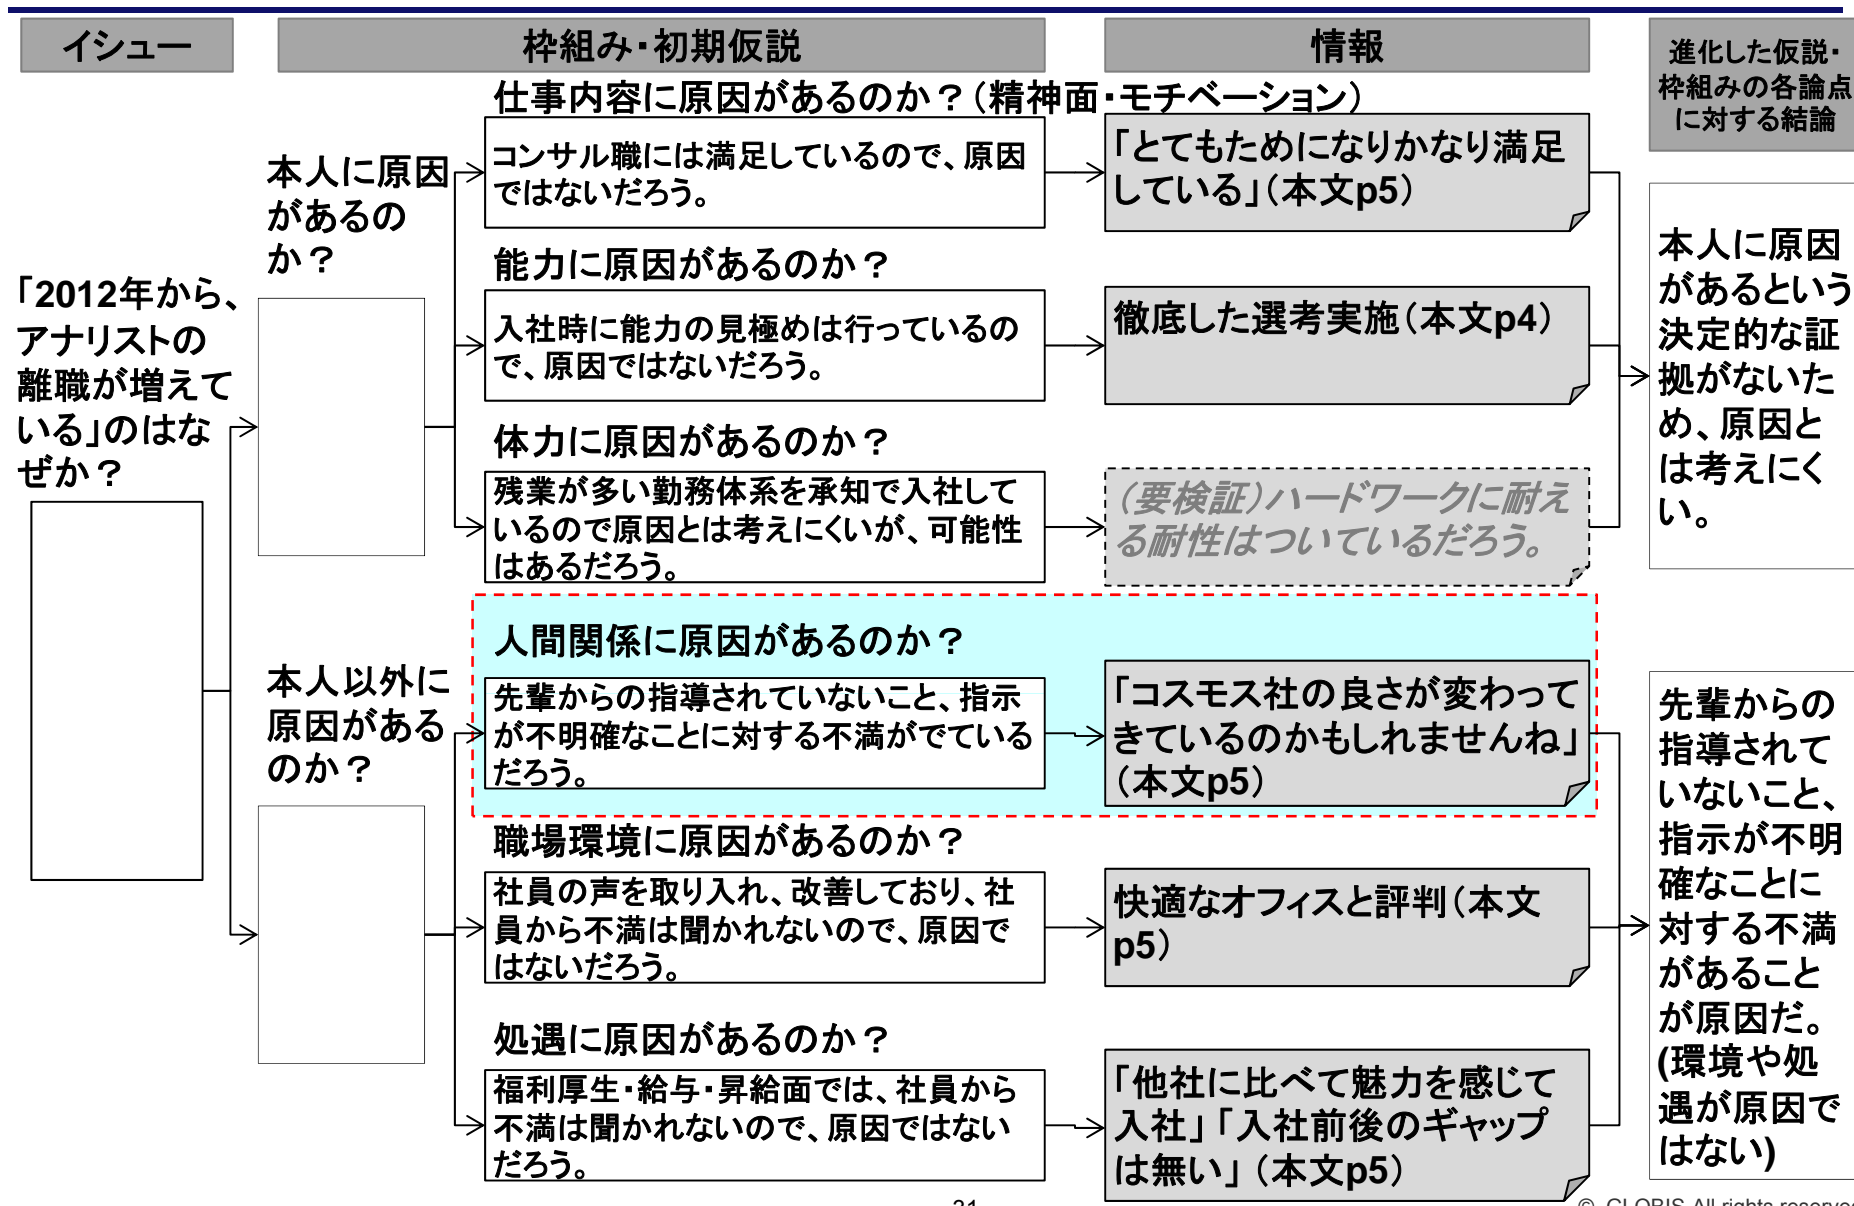 イシュー
枠組み・初期仮説
情報
進化した仮説・
枠組みの各論点
に対する結論
「2012年から、
アナリストの
離職が増えて
いる」のはな
ぜか？
本人に原因
があるの
か？
仕事内容に原因があるのか？（精神面・モチベーション）
コンサル職には満足しているので、原因
ではないだろう。
「とてもためになりかなり満足
している」（本文p5）
能力に原因があるのか？
入社時に能力の見極めは行っているの
で、原因ではないだろう。
徹底した選考実施（本文p4）
体力に原因があるのか？
残業が多い勤務体系を承知で入社して
いるので原因とは考えにくいが、可能性
はあるだろう。
（要検証）ハードワークに耐え
る耐性はついているだろう。
本人に原因
があるという
決定的な証
拠がないた
め、原因と
は考えにく
い。
本人以外に
原因がある
のか？
人間関係に原因があるのか？
先輩からの指導されていないこと、指示
が不明確なことに対する不満がでている
だろう。
「コスモス社の良さが変わって
きているのかもしれませんね」
（本文p5）
職場環境に原因があるのか？
社員の声を取り入れ、改善しており、社
員から不満は聞かれないので、原因で
はないだろう。
快適なオフィスと評判（本文
p5）
処遇に原因があるのか？
福利厚生・給与・昇給面では、社員から
不満は聞かれないので、原因ではない
だろう。
「他社に比べて魅力を感じて
入社」「入社前後のギャップ
は無い」（本文p5）
先輩からの
指導されて
いないこと、
指示が不明
確なことに
対する不満
があること
が原因だ。
(環境や処
遇が原因で
はない)
© GLOBIS All rights reserved